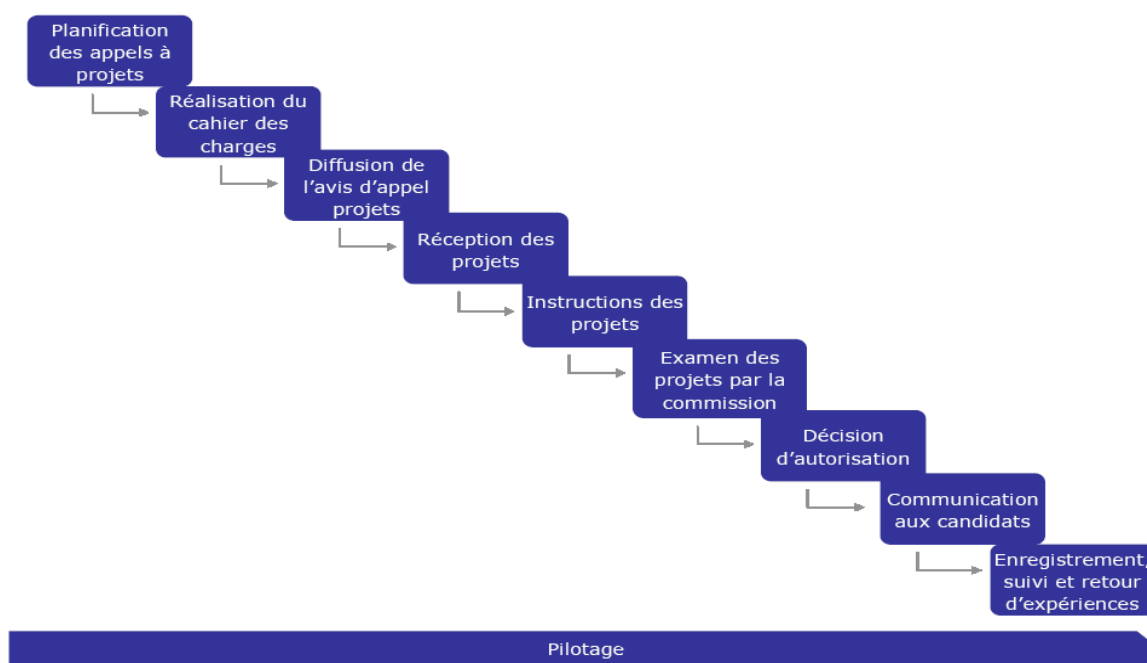 Planification
des appels à
projets
Réalisation du
cahier des
charges
Diffusion de
l’avis d’appel
projets
Réception des
projets
Instructions des
projets
Examen des
projets par la
commission
Décision
d’autorisation
Communication
aux candidats
Enregistrement,
suivi et retour
d’expériences
Pilotage